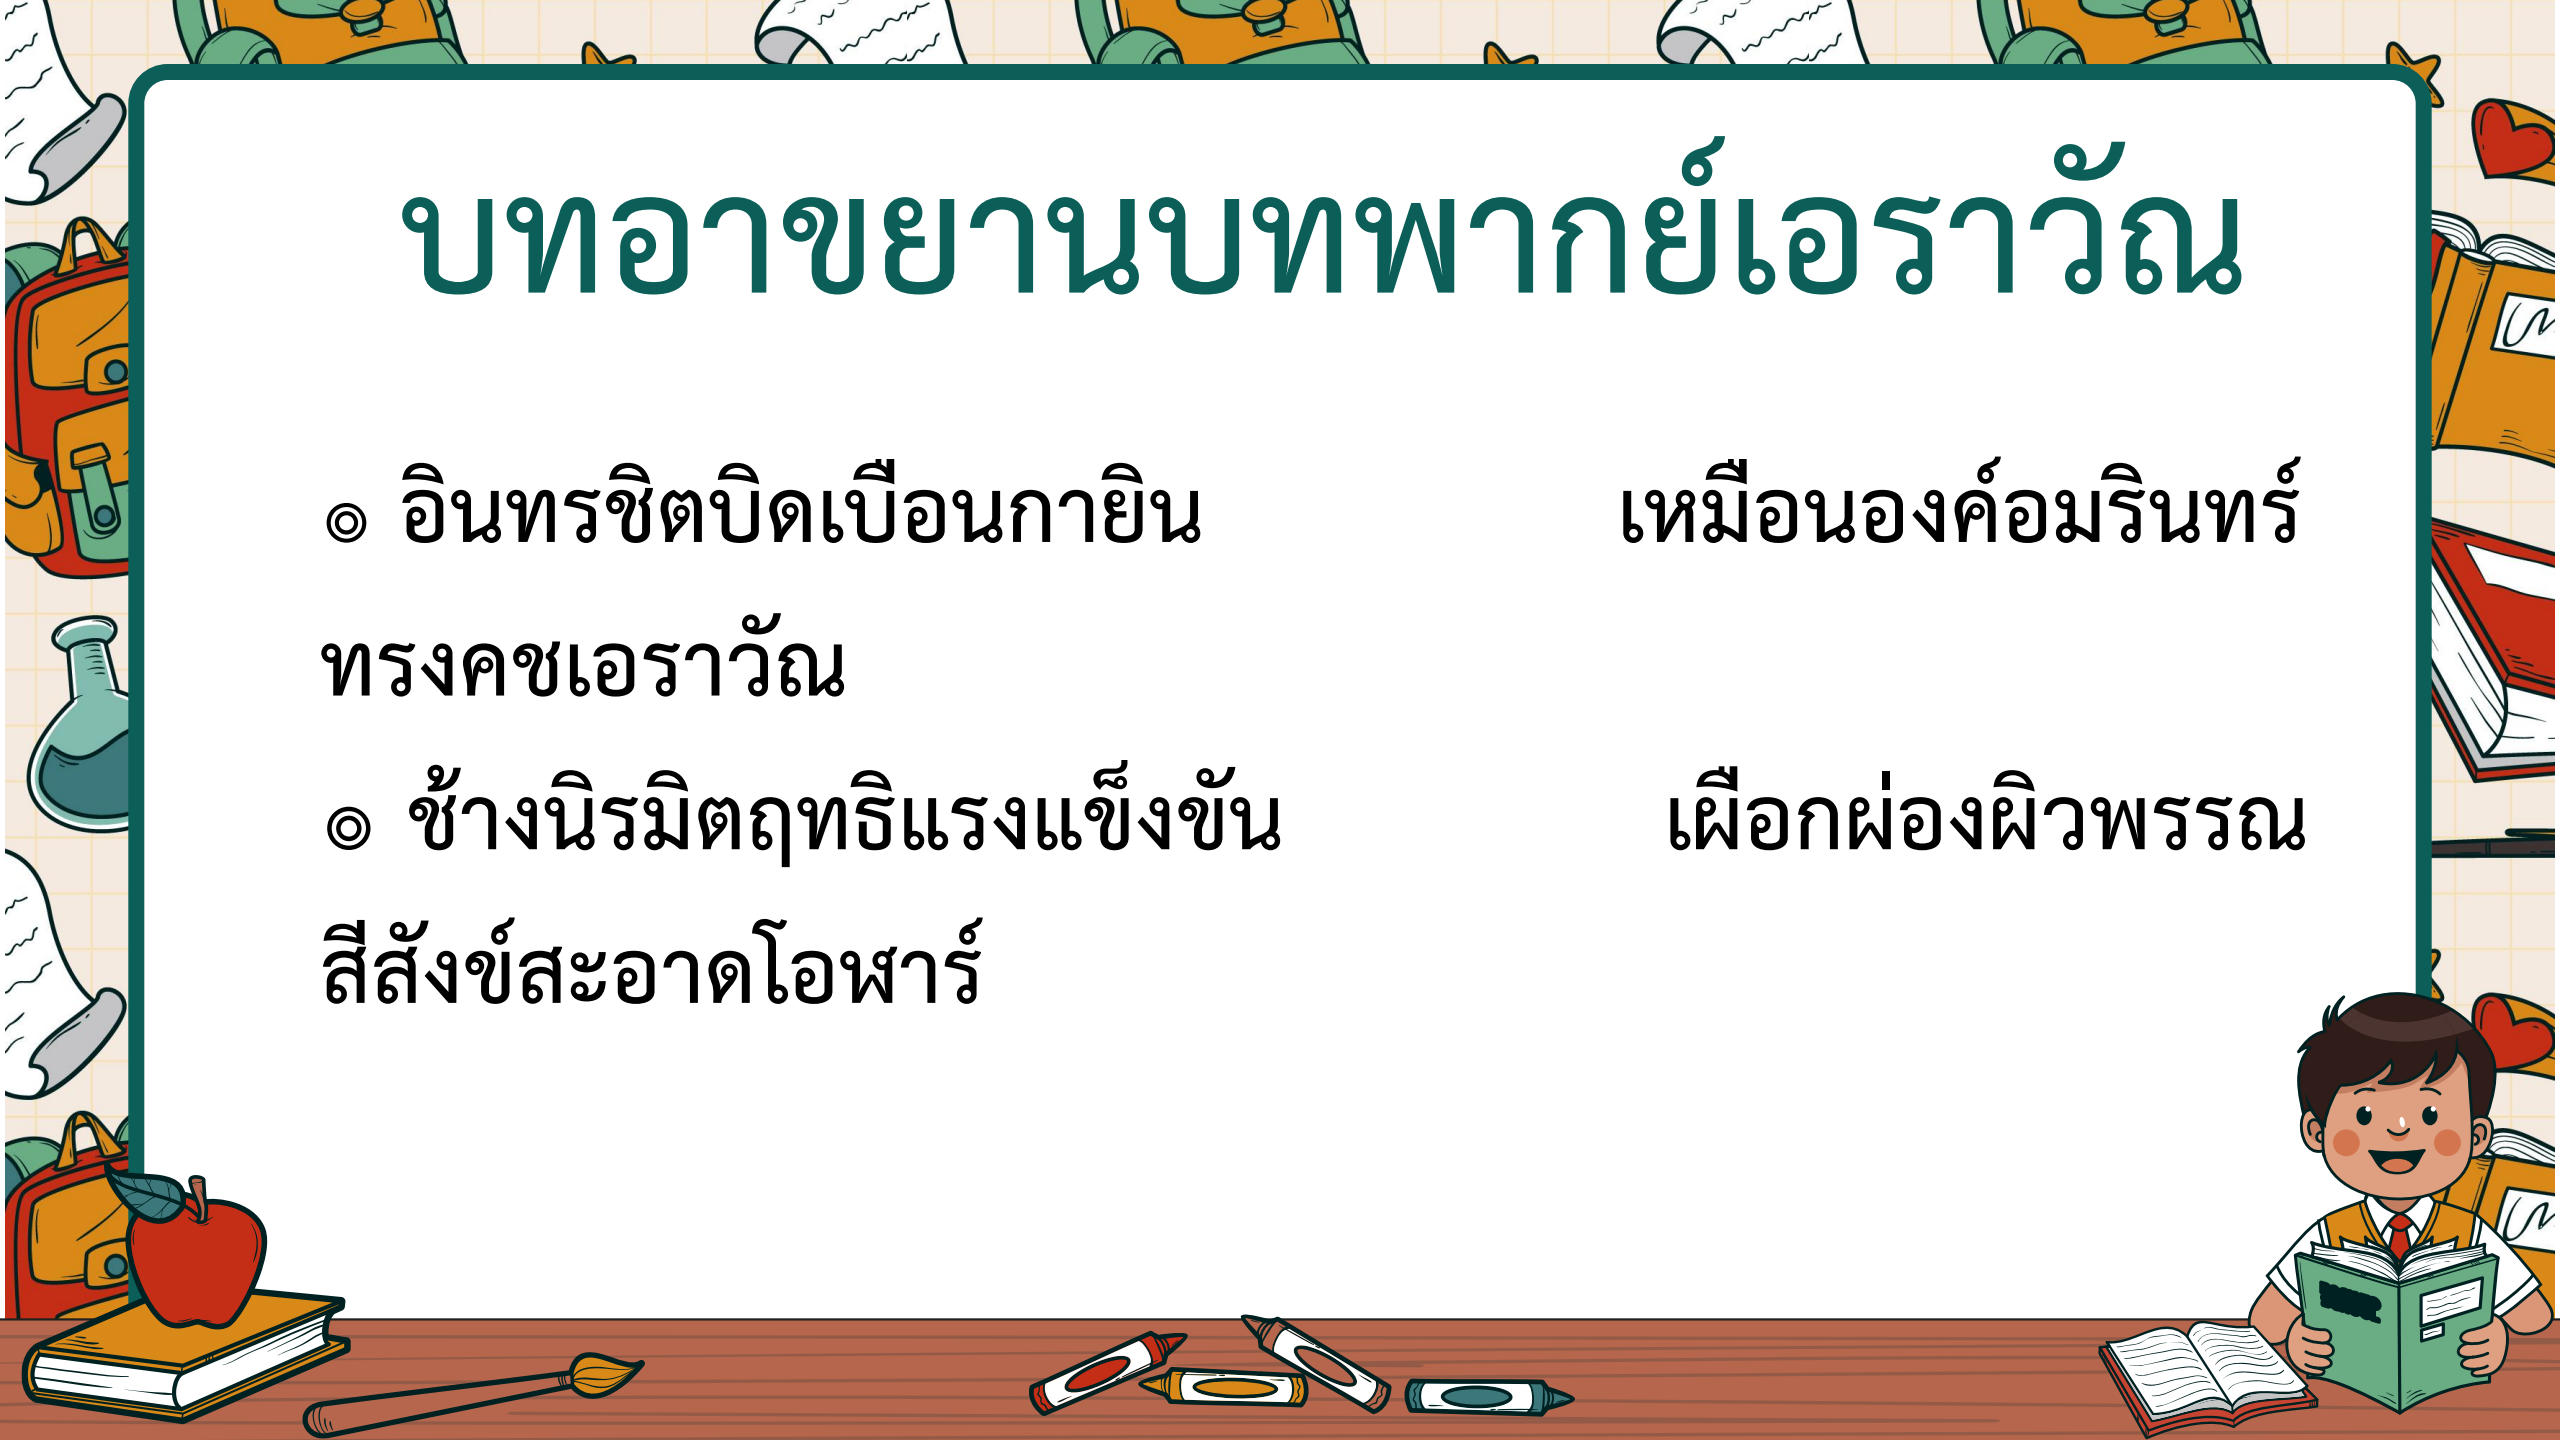 บทอาขยานบทพากย์เอราวัณ
๏ อินทรชิตบิดเบือนกายิน เหมือนองค์อมรินทร์
ทรงคชเอราวัณ
๏ ช้างนิรมิตฤทธิแรงแข็งขัน เผือกผ่องผิวพรรณ
สีสังข์สะอาดโอฬาร์